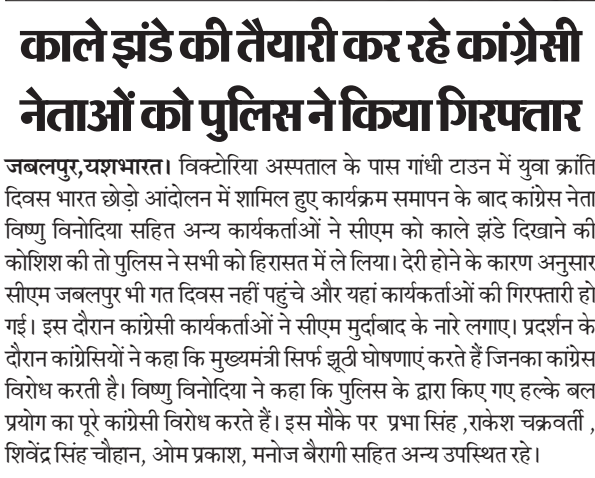 काले झंडे की तैयारी कर रहे कांग्रेसी
नेताओं को पुलिस ने किया गिरफ्तार
जबलपुर,यशभारत। विक्टोरिया अस्पताल के पास गांधी टाउन में युवा क्रांति
दिवस भारत छोड़ो आंदोलन में शामिल हुए कार्यक्रम समापन के बाद कांग्रेस नेता
विष्णु विनोदिया सहित अन्य कार्यकर्ताओं ने सीएम को काले झंडे दिखाने की
कोशिश की तो पुलिस ने सभी को हिरासत में ले लिया। देरी होने के कारण अनुसार
सीएम जबलपुर भी गत दिवस नहीं पहुंचे और यहां कार्यकर्ताओं की गिरफ्तारी हो
गई। इस दौरान कांग्रेसी कार्यकर्ताओं ने सीएम मुर्दाबाद के नारे लगाए। प्रदर्शन के
दौरान कांग्रेसियों ने कहा कि मुख्यमंत्री सिर्फ झूठी घोषणाएं करते हैं जिनका कांग्रेस
विरोध करती है। विष्णु विनोदिया ने कहा कि पुलिस के द्वारा किए गए हल्के बल
प्रयोग का पूरे कांग्रेसी विरोध करते हैं। इस मौके पर प्रभा सिंह ,राकेश चक्रवर्ती ,
शिवेंद्र सिंह चौहान, ओम प्रकाश, मनोज बैरागी सहित अन्य उपस्थित रहे।